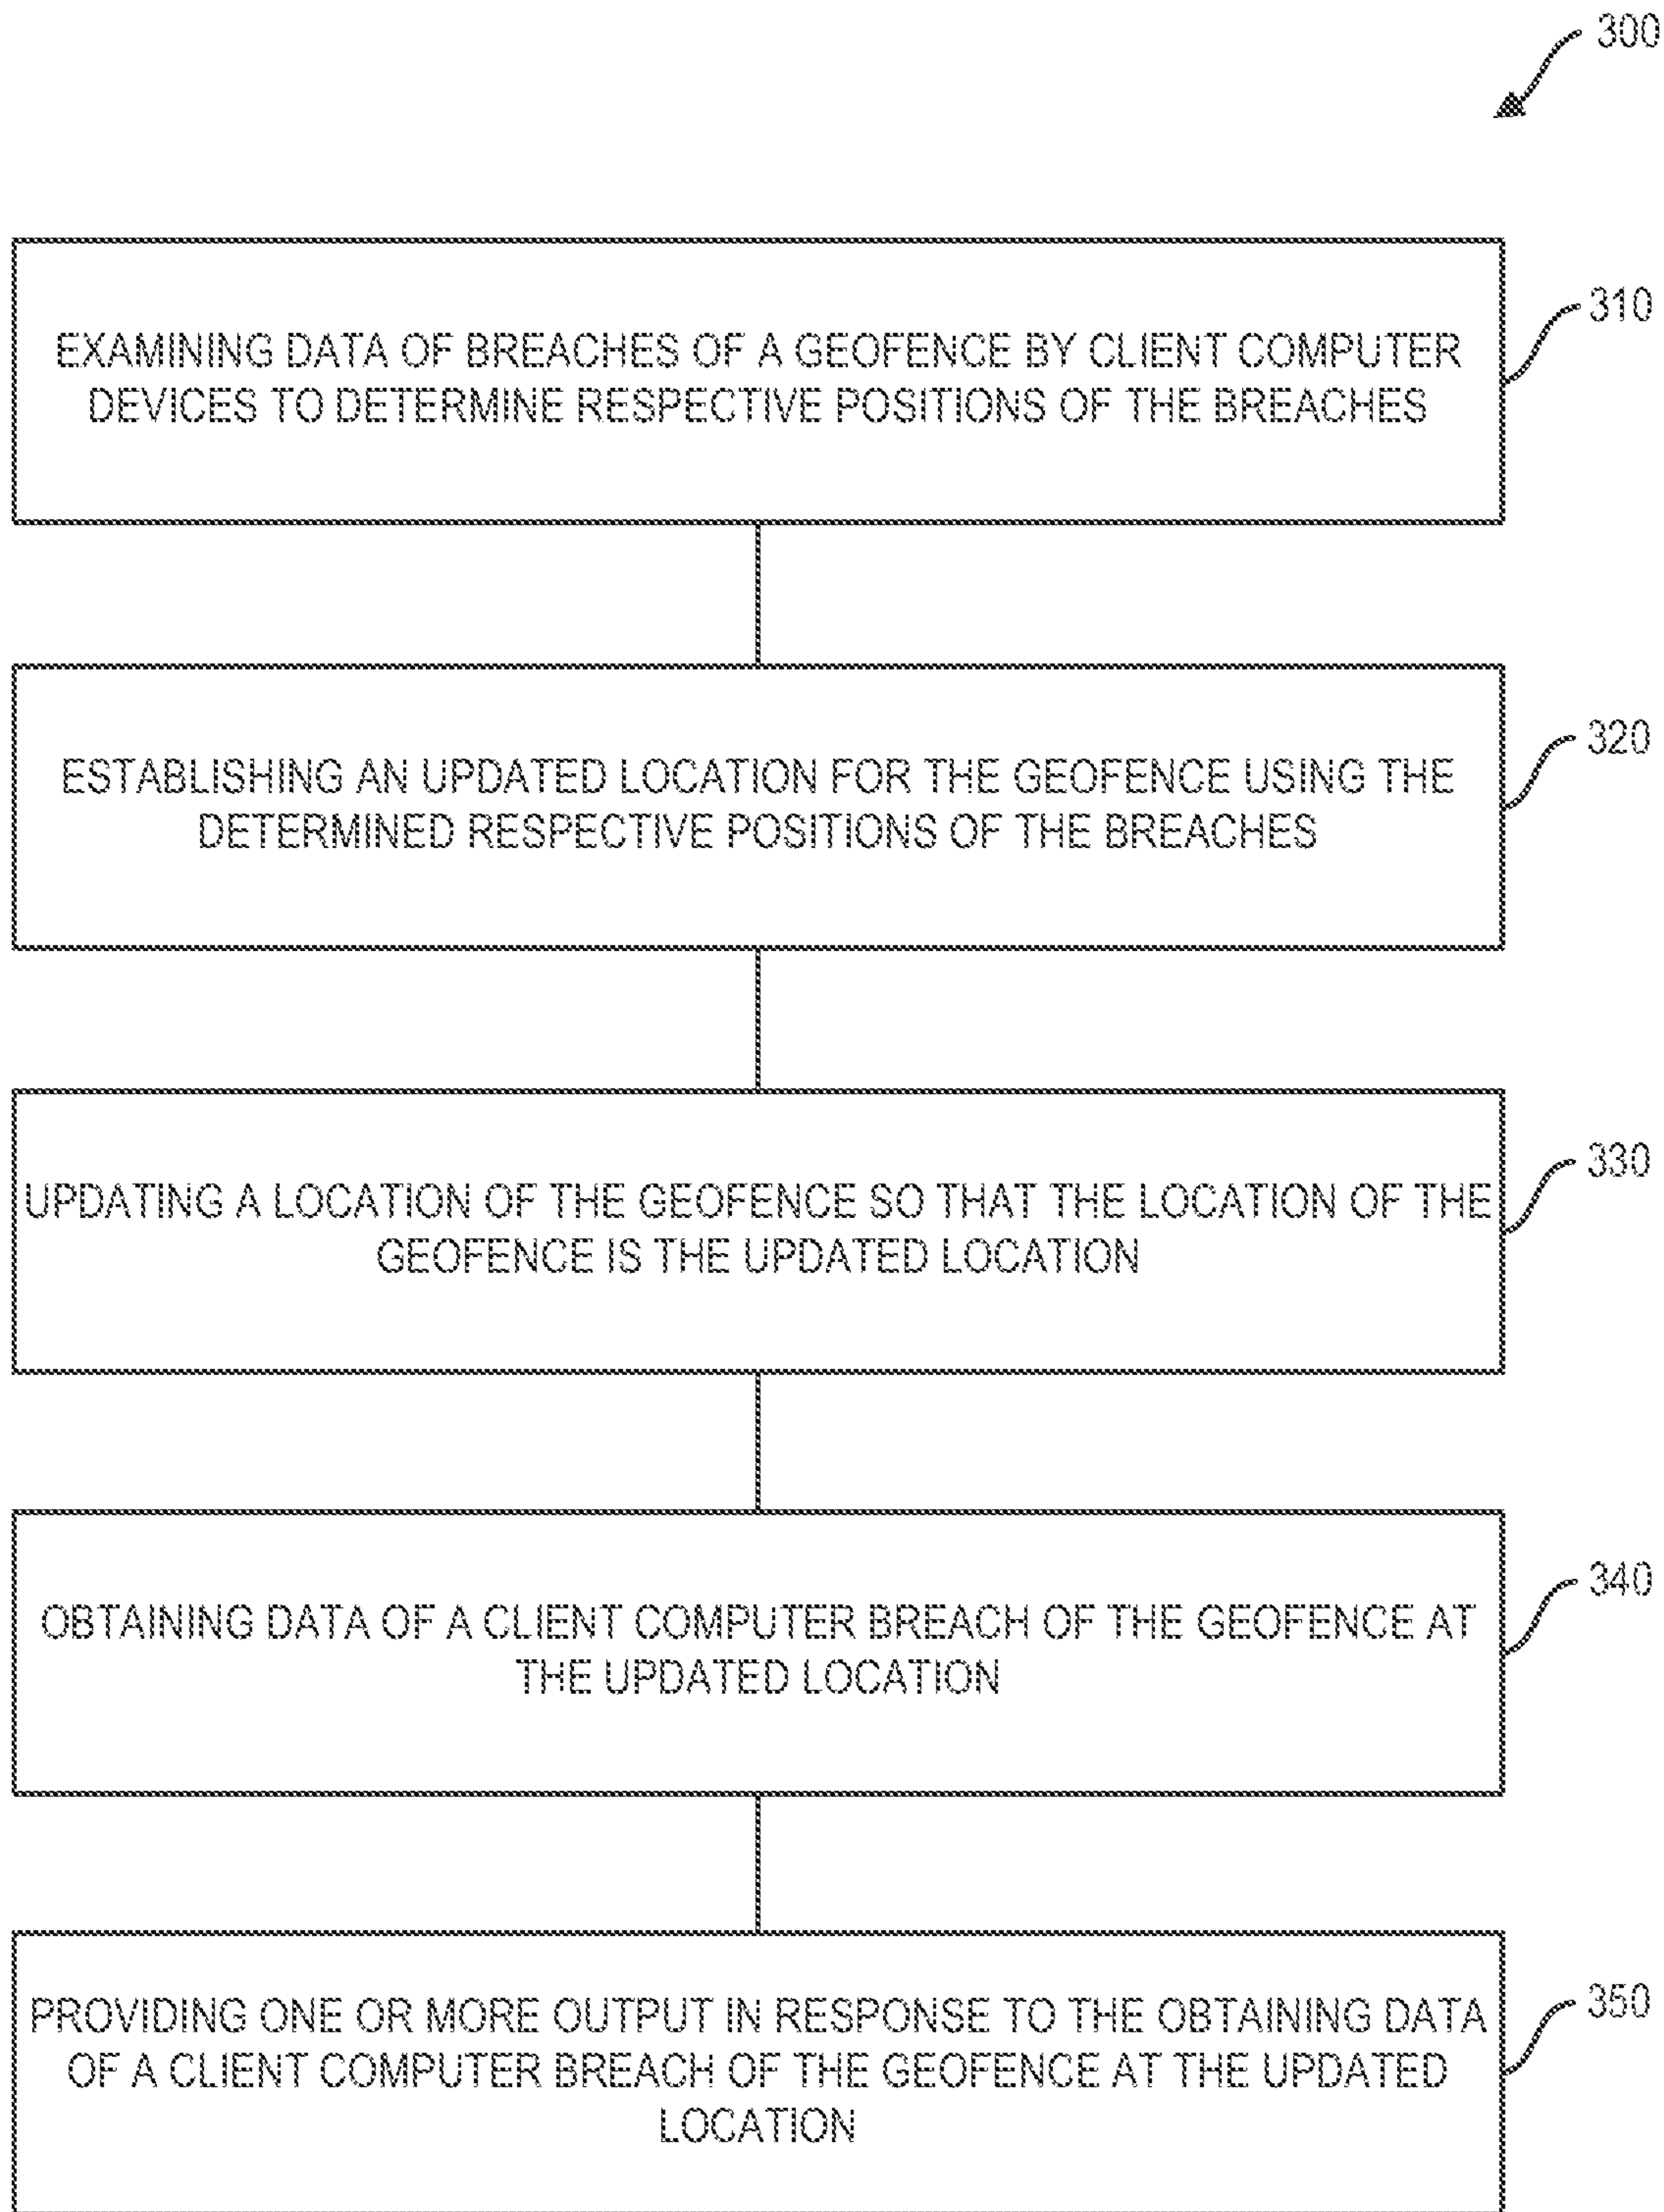 300
EXAMINING DATA OF BREACHES OF A GEOFENCE BY CLIENT COMPUTER
DEVICES TO DETERMINE RESPECTIVE POSITIONS OF THE BREACHES
310
ESTABLISHING AN UPDATED LOCATION FOR THE GEOFENCE USING THE
DETERMINED RESPECTIVE POSITIONS OF THE BREACHES
320
UPDATING A LOCATION OF THE GEOFENCE SO THAT THE LOCATION OF THE
GEOFENCE IS THE UPDATED LOCATION
330
OBTAINING DATA OF A CLIENT COMPUTER BREACH OF THE GEOFENCE AT
THE UPDATED LOCATION
340
PROVIDING ONE OR MORE OUTPUT IN RESPONSE TO THE OBTAINING DATA
OF A CLIENT COMPUTER BREACH OF THE GEOFENCE AT THE UPDATED
LOCATION
350